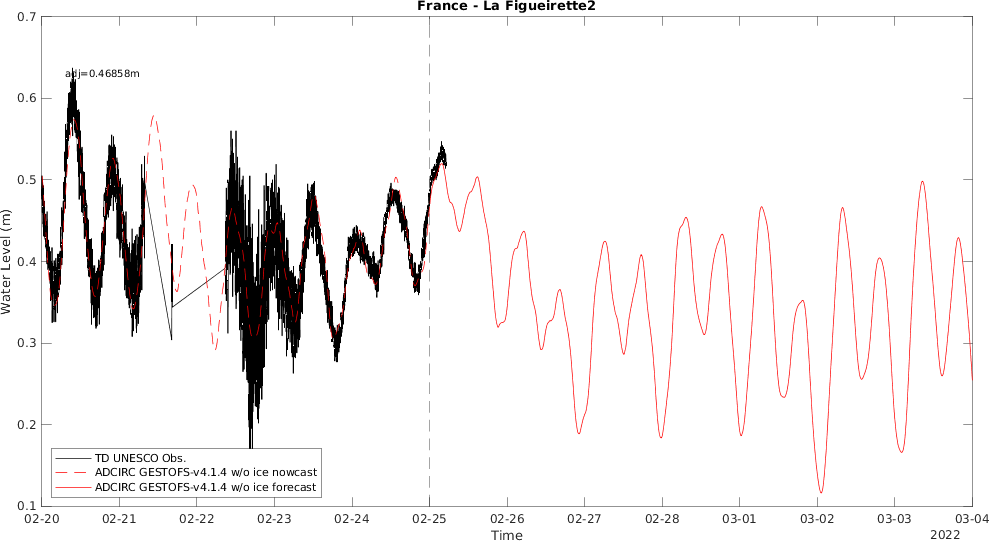 France - La Figueirette2
adj=0.46858m
0.7
0.6
0.5
0.4
0.3
0.2
0.1
Water Level (m)
TD UNESCO Obs.
ADCIRC GESTOFS-v4.1.4 w/o ice nowcast
ADCIRC GESTOFS-v4.1.4 w/o ice forecast
02-20 02-21 02-22 02-23 02-24 02-25 02-26 02-27 02-28 03-01 03-02 03-03 03-04
Time
2022